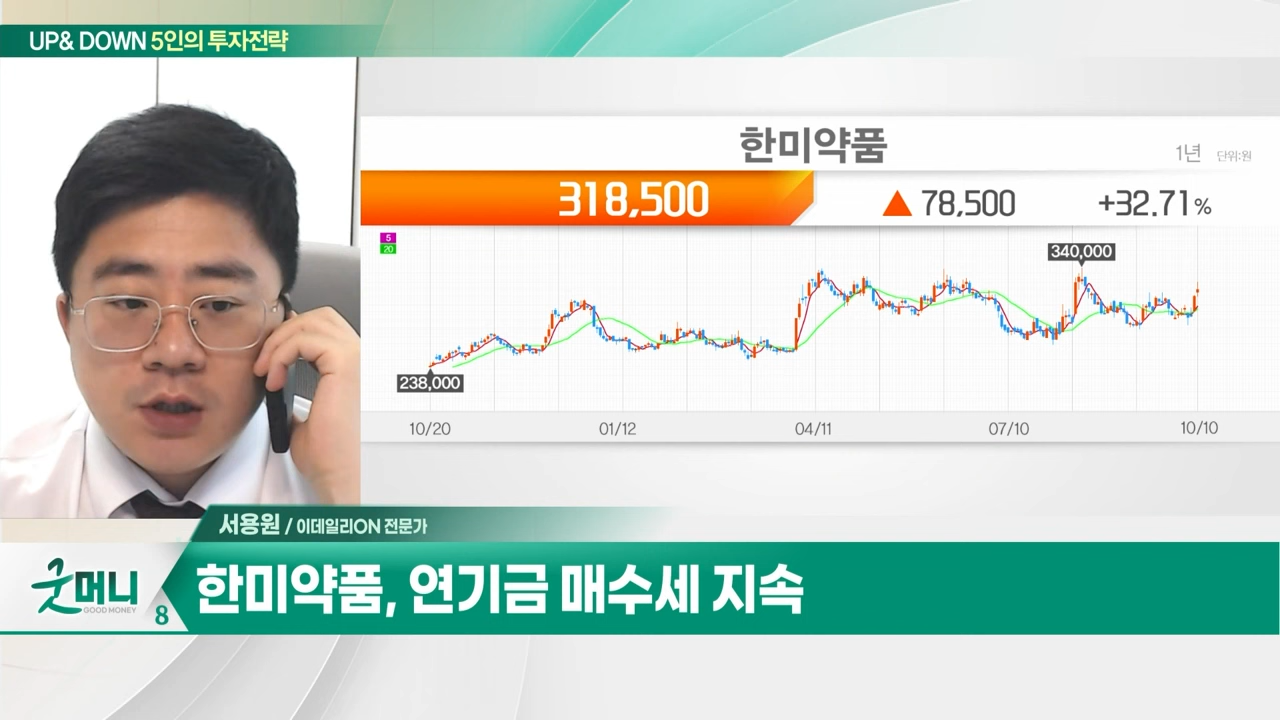 UP& DOWN 5인의 투자전략
한미약품
1년 단위:원
318,500 ▲ 78,500 +32.71%
5
20
340,000
238,000
10/20 01/12 04/11 07/10 10/10
서용원 / 이데일리ON 전문가
굿머니
GOOD MONEY
8
한미약품, 연기금 매수세 지속